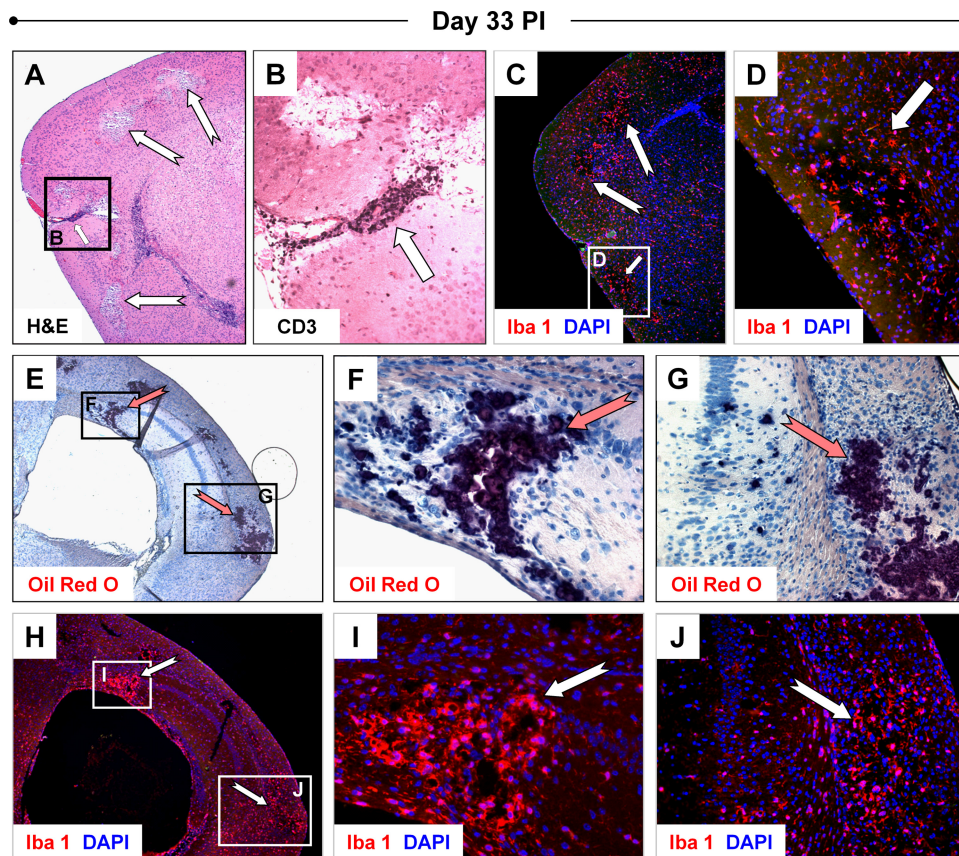 Day 33 PI
A
B
C
D
B
D
H&E
CD3
Iba 1 DAPI
Iba 1 DAPI
E
F
G
F
G
Oil Red O
Oil Red O
Oil Red O
H
I
J
I
J
Iba 1 DAPI
Iba 1 DAPI
Iba 1 DAPI